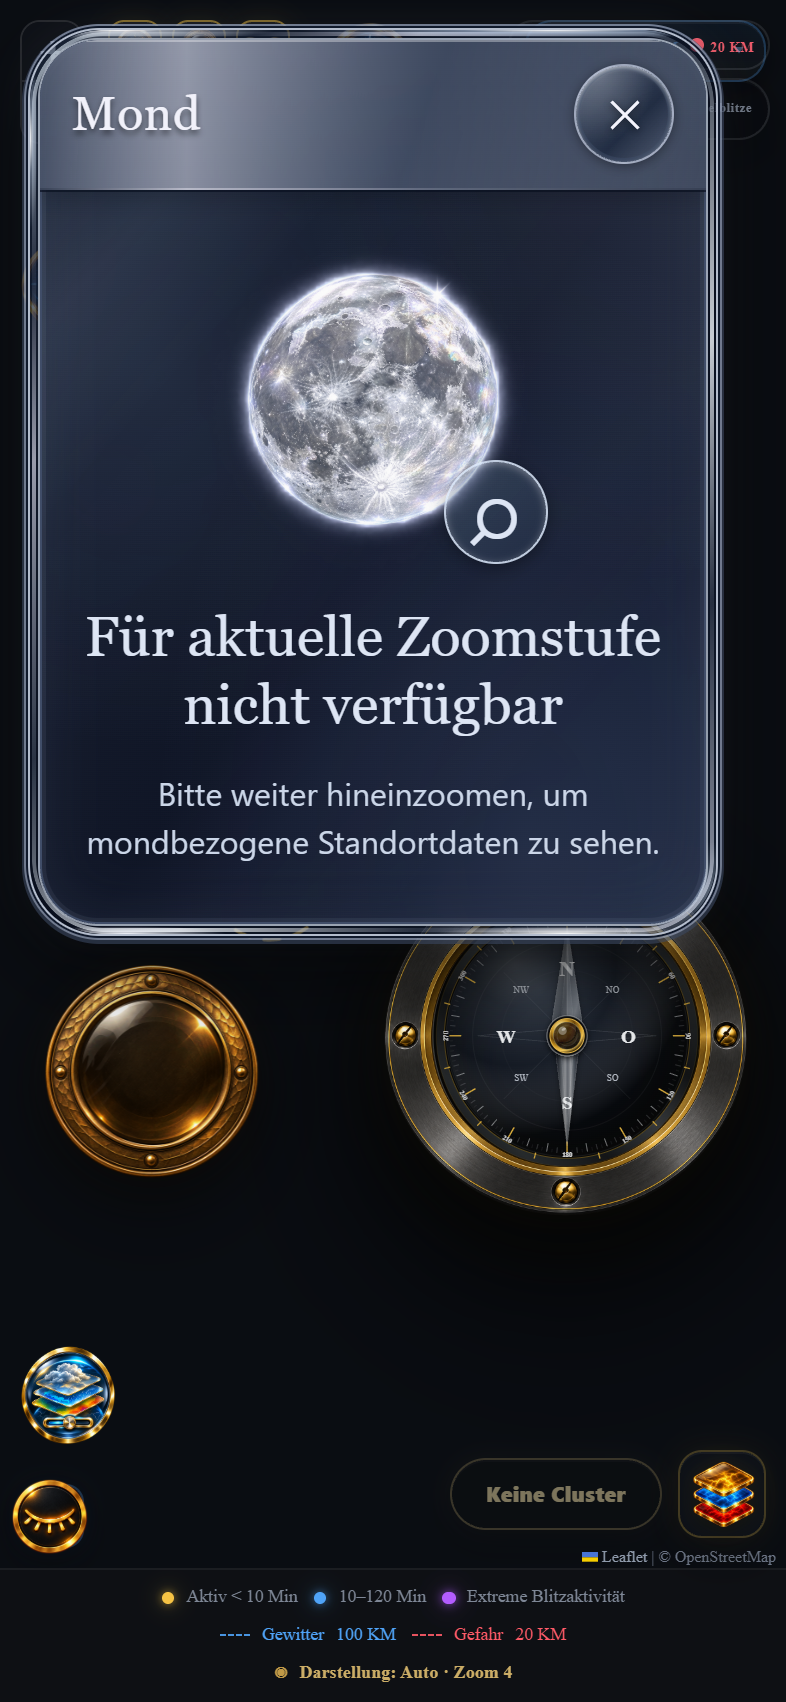 20 KM
Mond
Für aktuelle Zoomstufe
nicht verfügbar
Bitte weiter hineinzoomen, um
mondbezogene Standortdaten zu sehen.
N
NW NO
W O
SW SO
S
180
Keine Cluster
Leaflet | © OpenStreetMap
Aktiv < 10 Min 10–120 Min Extreme Blitzaktivität
Gewitter 100 KM Gefahr 20 KM
Darstellung: Auto · Zoom 4